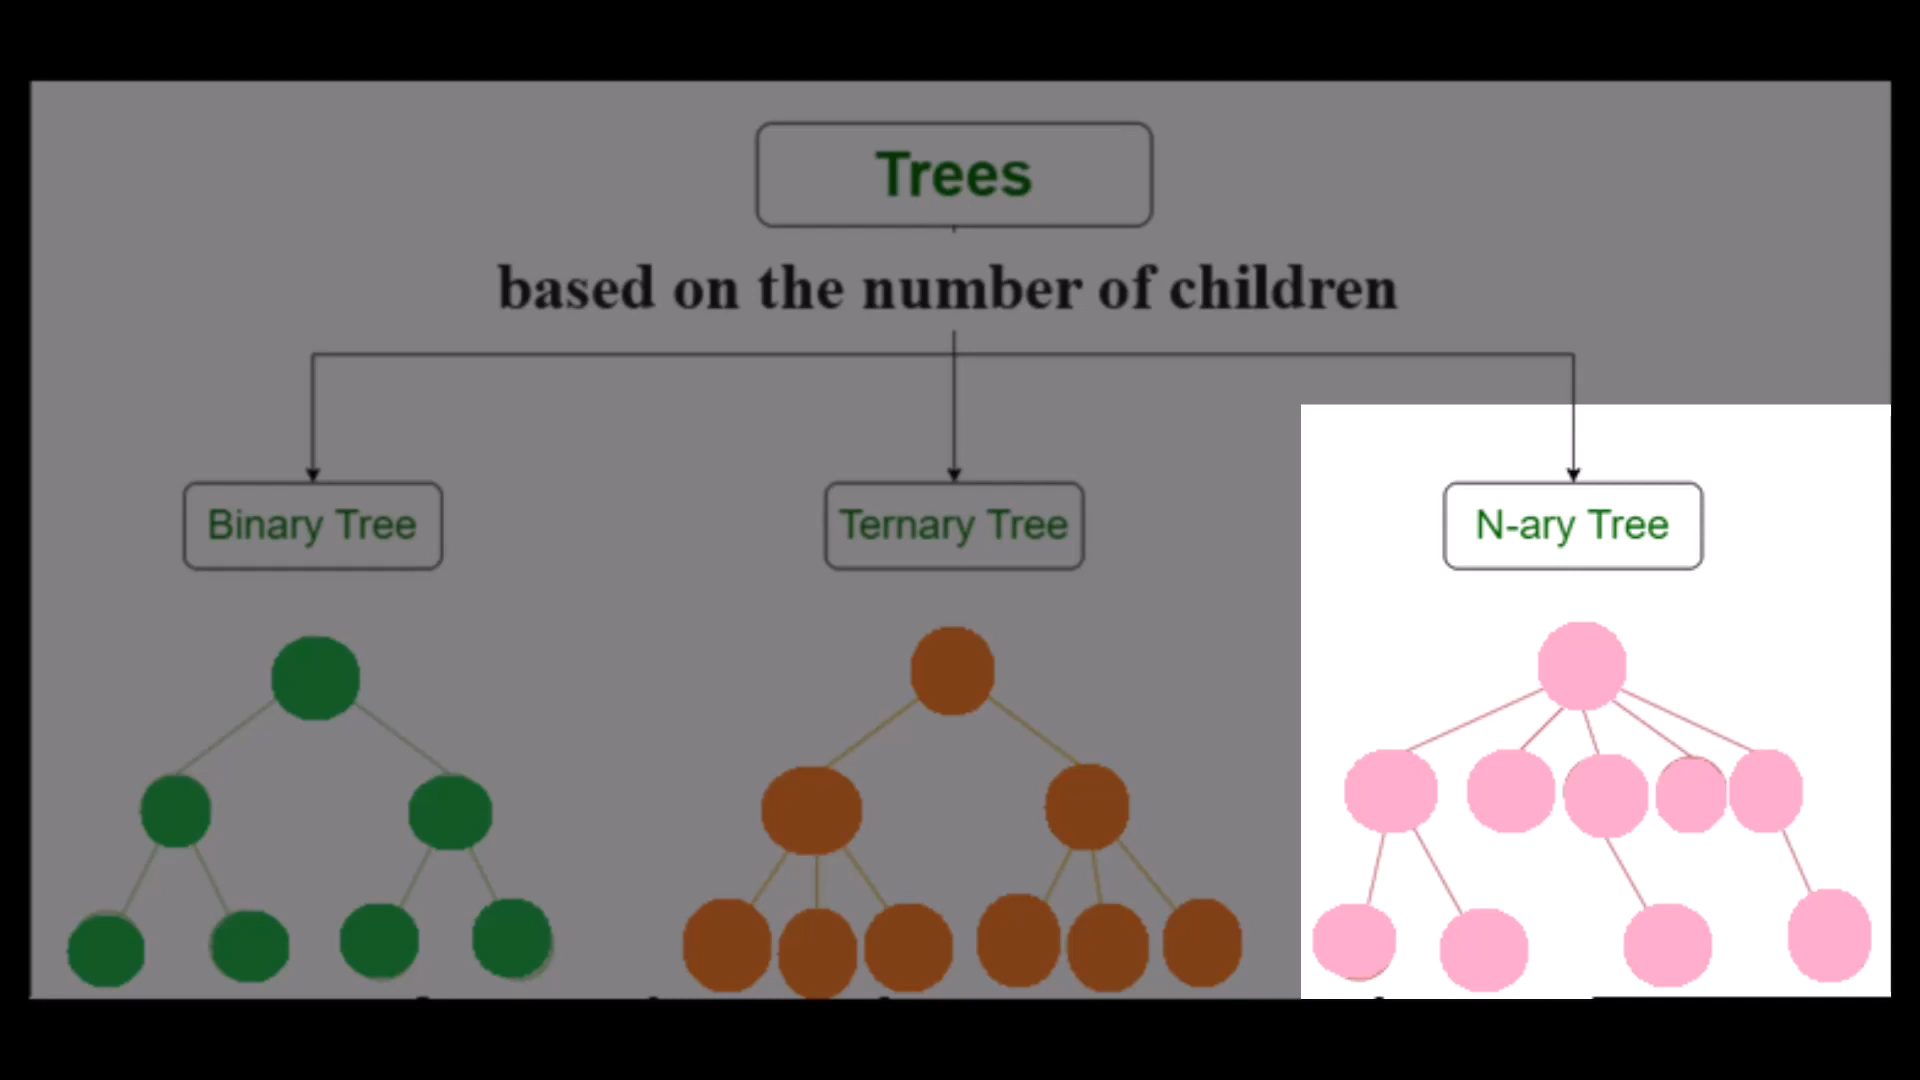 Trees
based on the number of children
Binary Tree
Ternary Tree
N-ary Tree